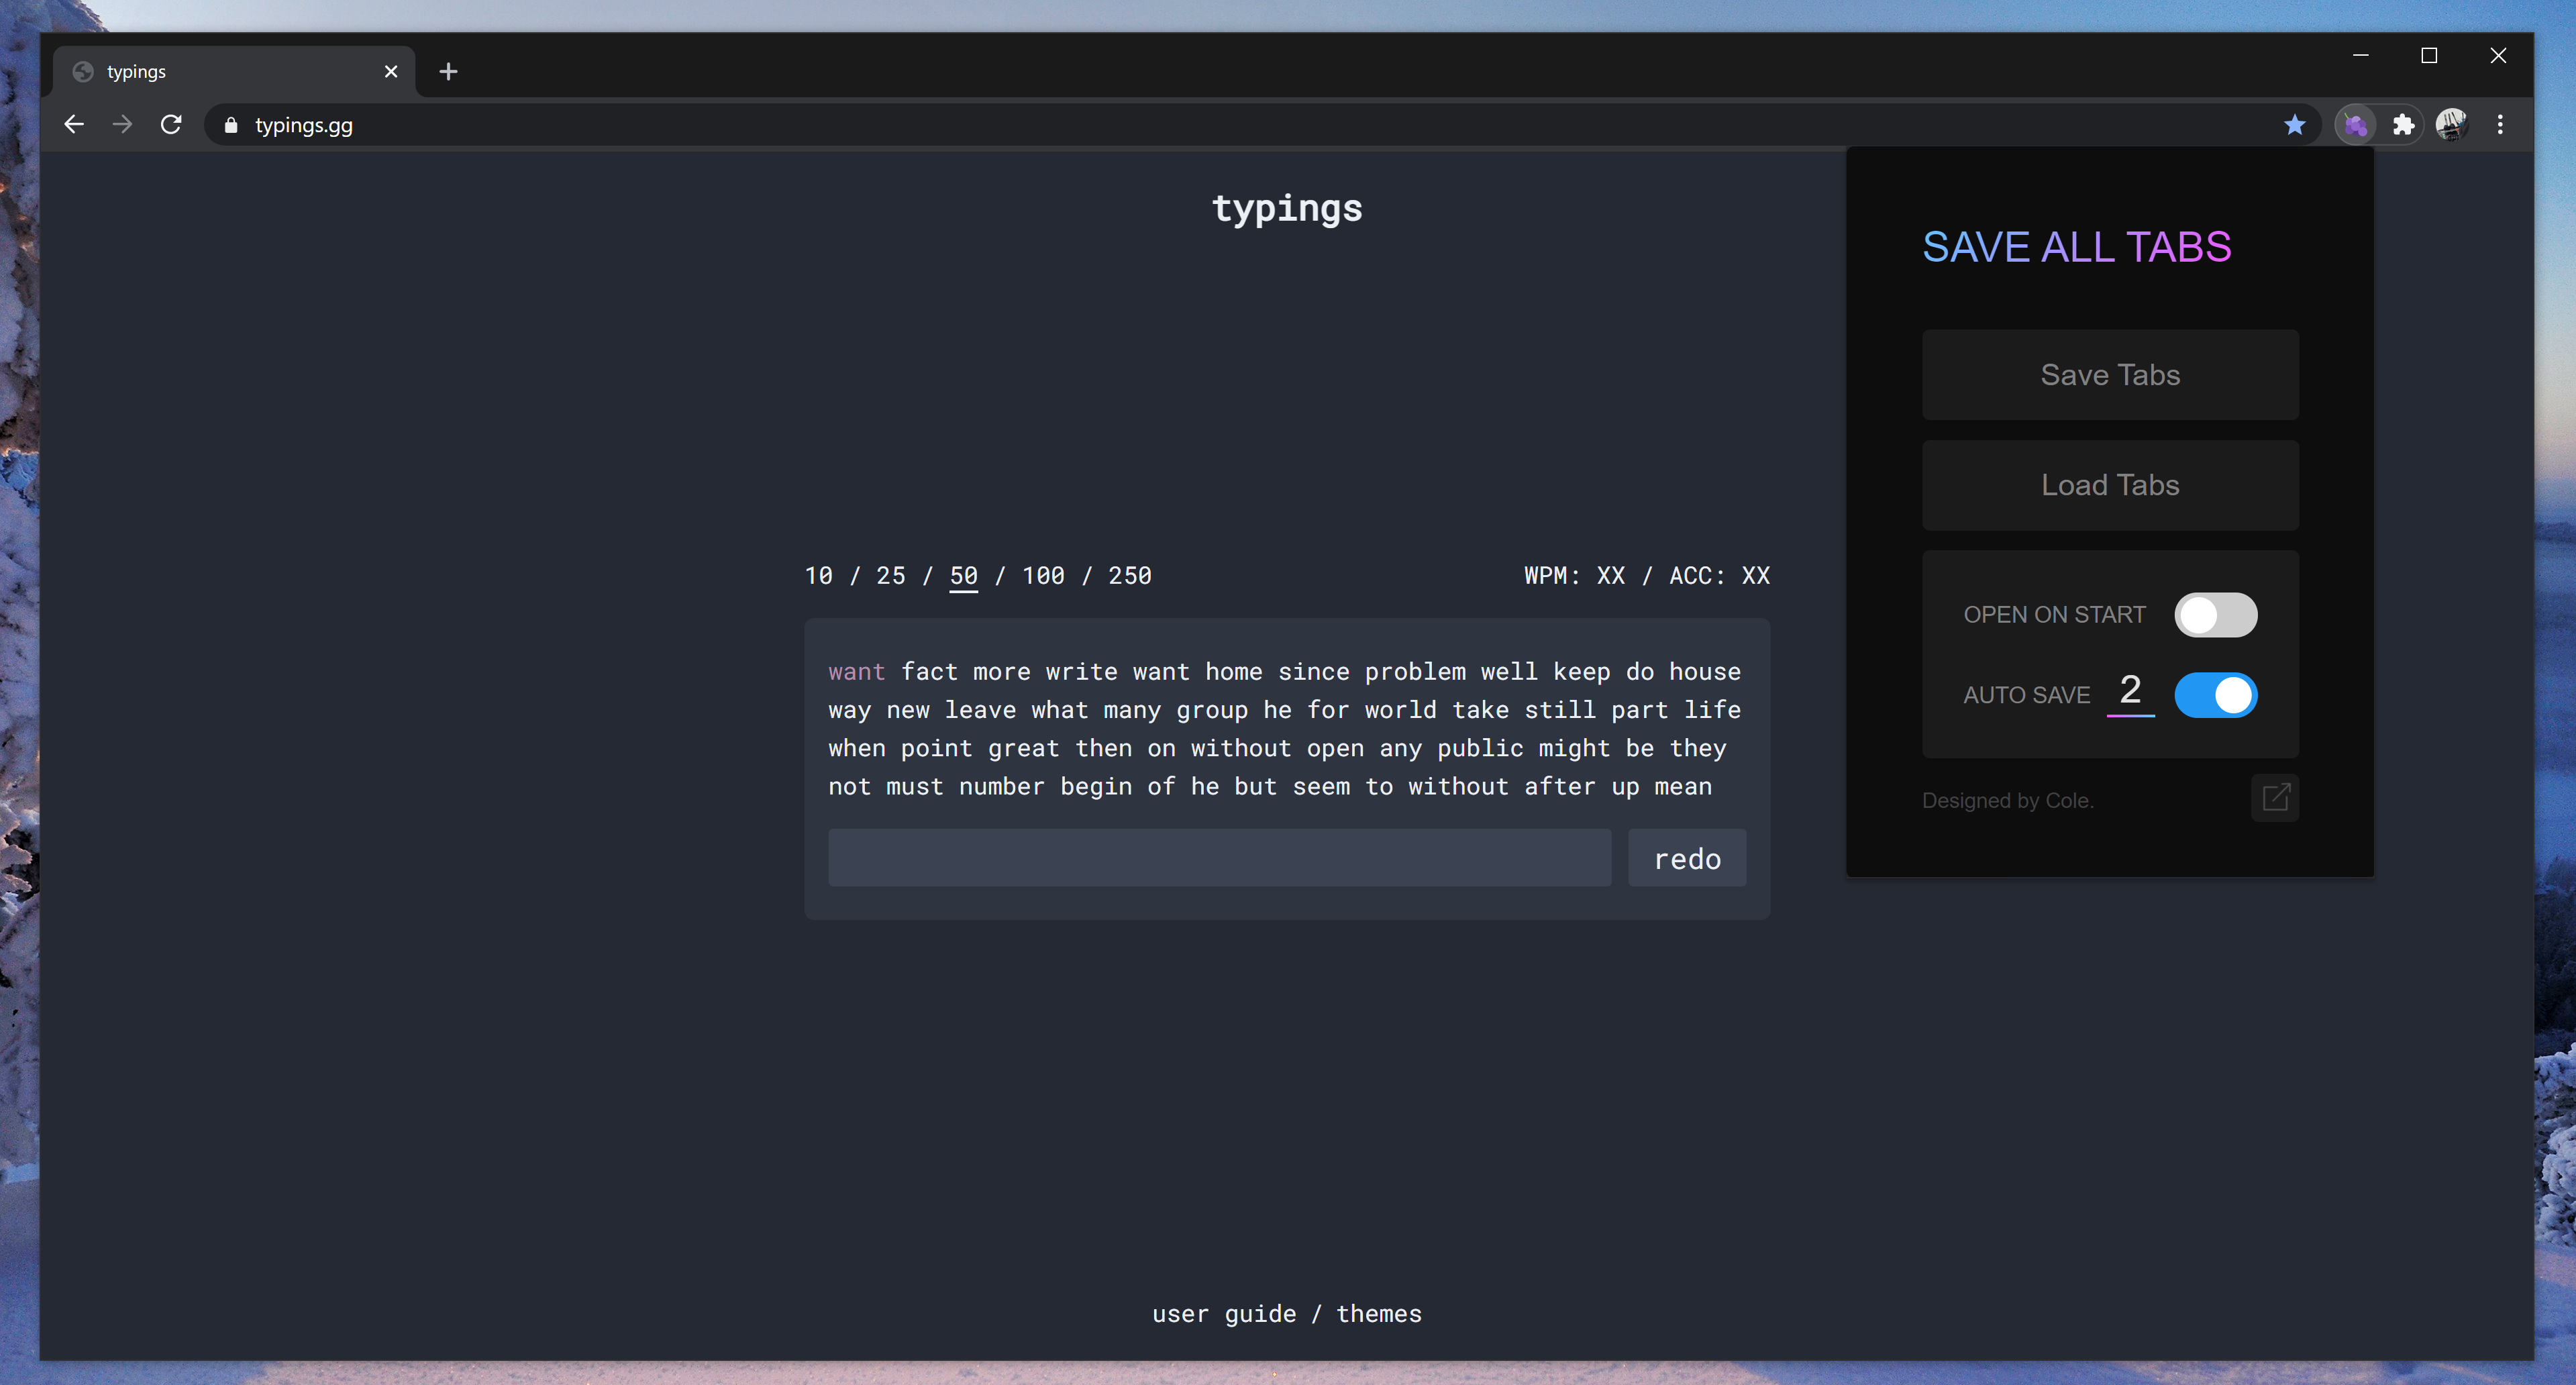 typings
typings.gg
typings
10 / 25 / 50 / 100 / 250
WPM: XX / ACC: XX
want fact more write want home since problem well keep do house
way new leave what many group he for world take still part life
when point great then on without open any public might be they
not must number begin of he but seem to without after up mean
redo
user guide / themes
SAVE ALL TABS
Save Tabs
Load Tabs
OPEN ON START
AUTO SAVE 2
Designed by Cole.